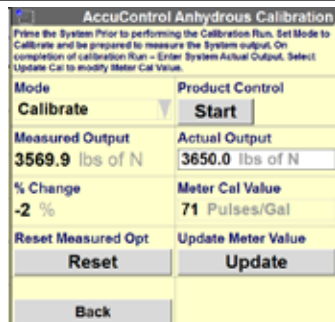 AccuControl Anhydrous Calibration
Prime the System Prior to performing the Calibration Run. Set Mode to
Calibrate and be prepared to measure the System output. On
completion of calibration Run - Enter System Actual Output, Select
Update Cal to modify Meter Cal Value.
Mode Product Control
Calibrate Start
Measured Output Actual Output
3569.9 lbs of N 3650.0 lbs of N
% Change Meter Cal Value
-2 % 71 Pulses/Gal
Reset Measured Opt Update Meter Value
Reset Update
Back